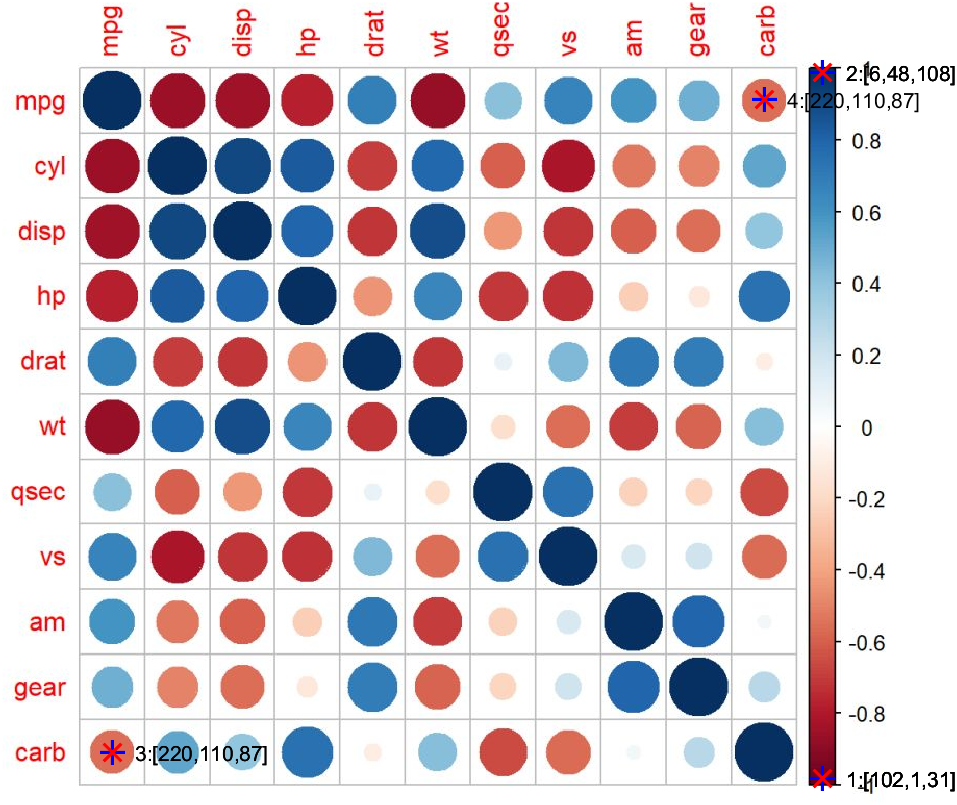 mpg cyl disp hp drat wt qsec vs am gear carb
2:[6,48,108]
mpg
4:[220,110,87]
0.8
cyl
0.6
disp
0.4
hp
0.2
drat
0
wt
-0.2
qsec
-0.4
vs
-0.6
am
gear
-0.8
carb
3:[220,110,87]
1:[102,1,31]